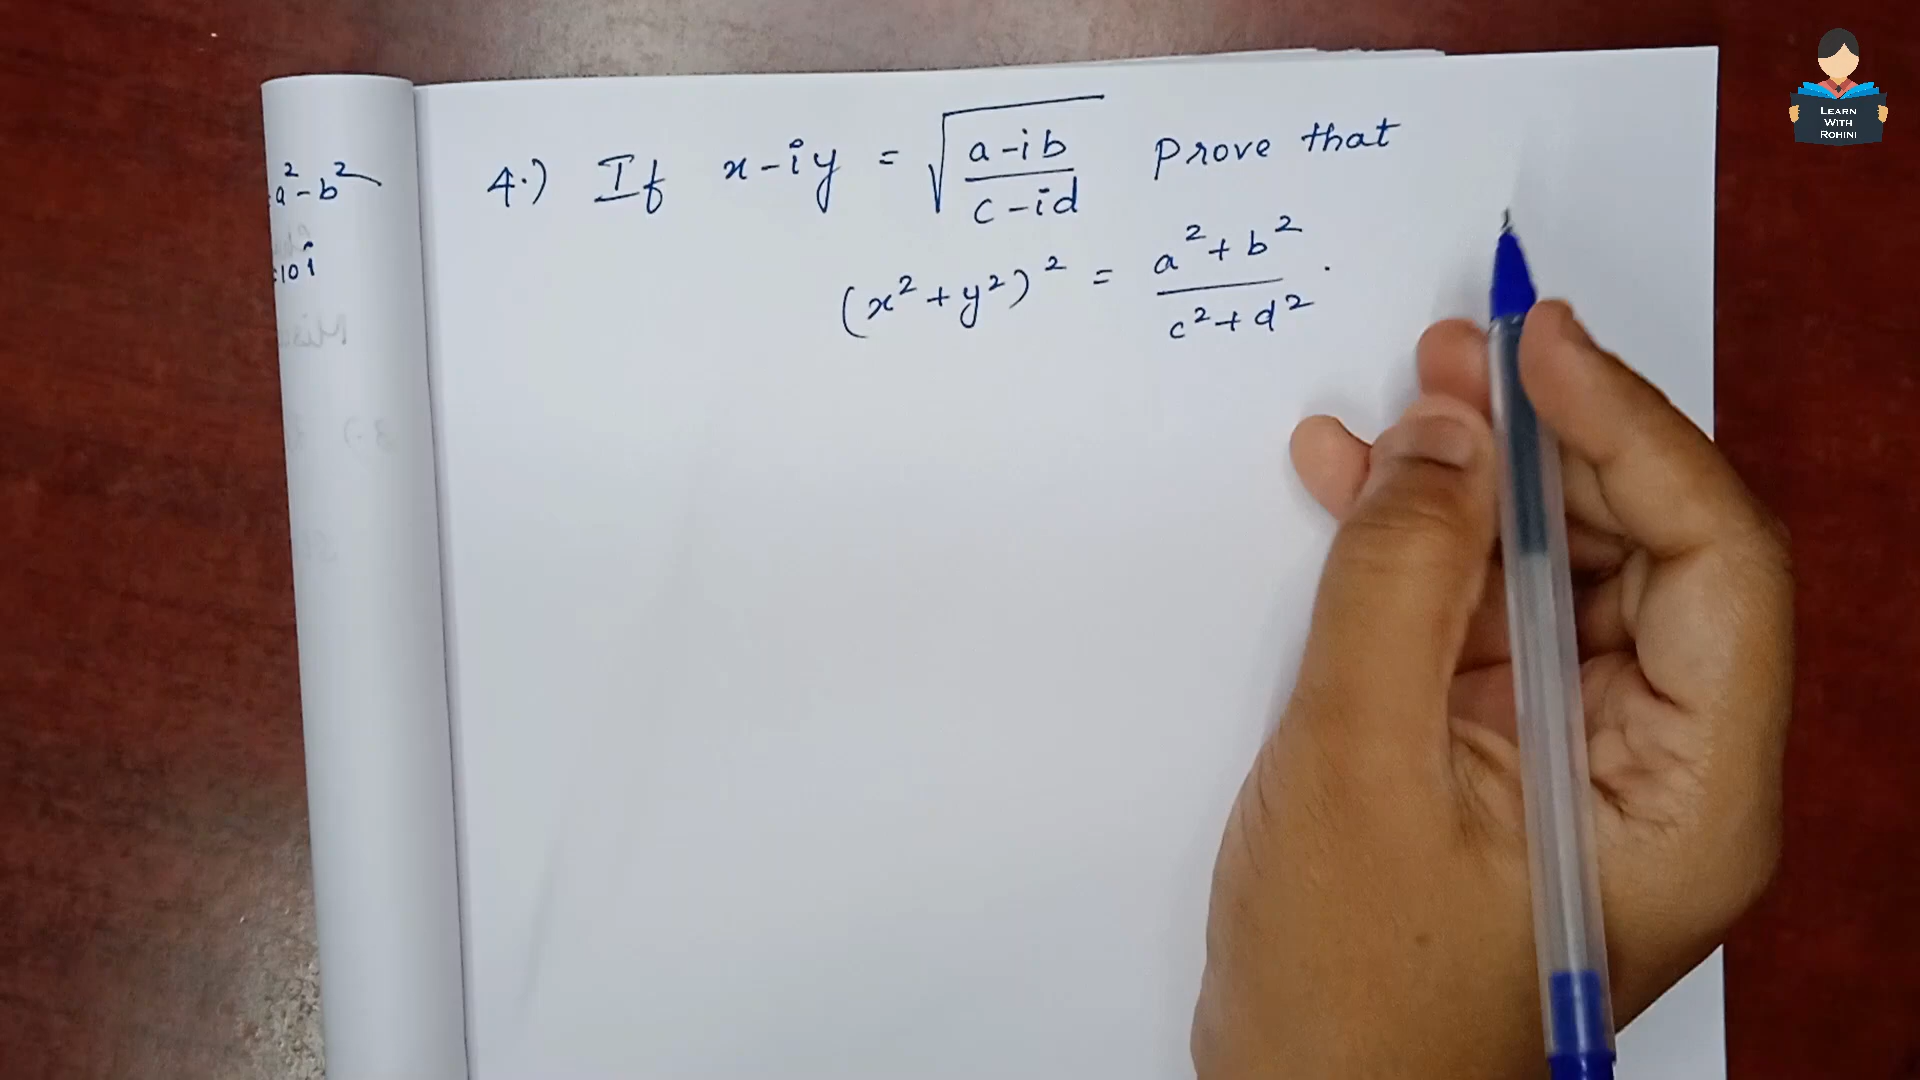 a² - b²
10i
4.) If x - iy = √(a - ib / c - id) Prove that
(x² + y²)² = a² + b² / c² + d² .
LEARN
WITH
ROHINI